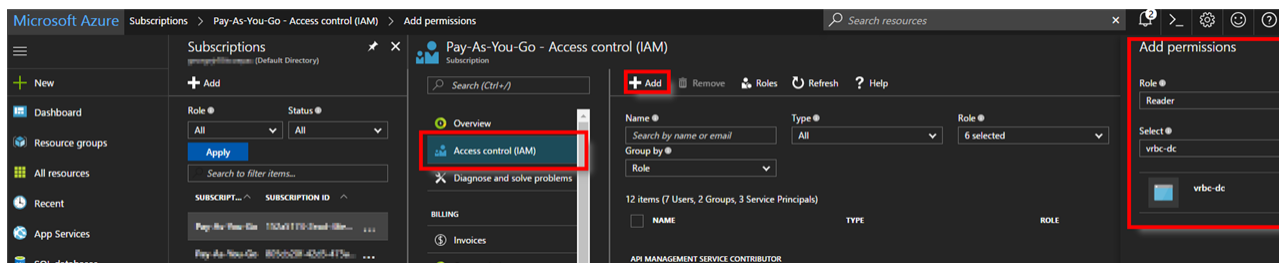 Microsoft Azure Subscriptions > Pay-As-You-Go - Access control (IAM) > Add permissions
Search resources
2
Subscriptions
(Default Directory)
Add
Role
Status
All
All
Apply
Search to filter items...
SUBSCRIPT...
SUBSCRIPTION ID
Pay-As-You-Go
Pay-As-You-Go
New
Dashboard
Resource groups
All resources
Recent
App Services
SQL databases
Pay-As-You-Go - Access control (IAM)
Subscription
Search (Ctrl+/)
Overview
Access control (IAM)
Diagnose and solve problems
BILLING
Invoices
Add Remove Roles Refresh Help
Name
Type
Role
Search by name or email
All
6 selected
Group by
Role
12 items (7 Users, 2 Groups, 3 Service Principals)
NAME TYPE ROLE
API MANAGEMENT SERVICE CONTRIBUTOR
Add permissions
Role
Reader
Select
vrbc-dc
vrbc-dc